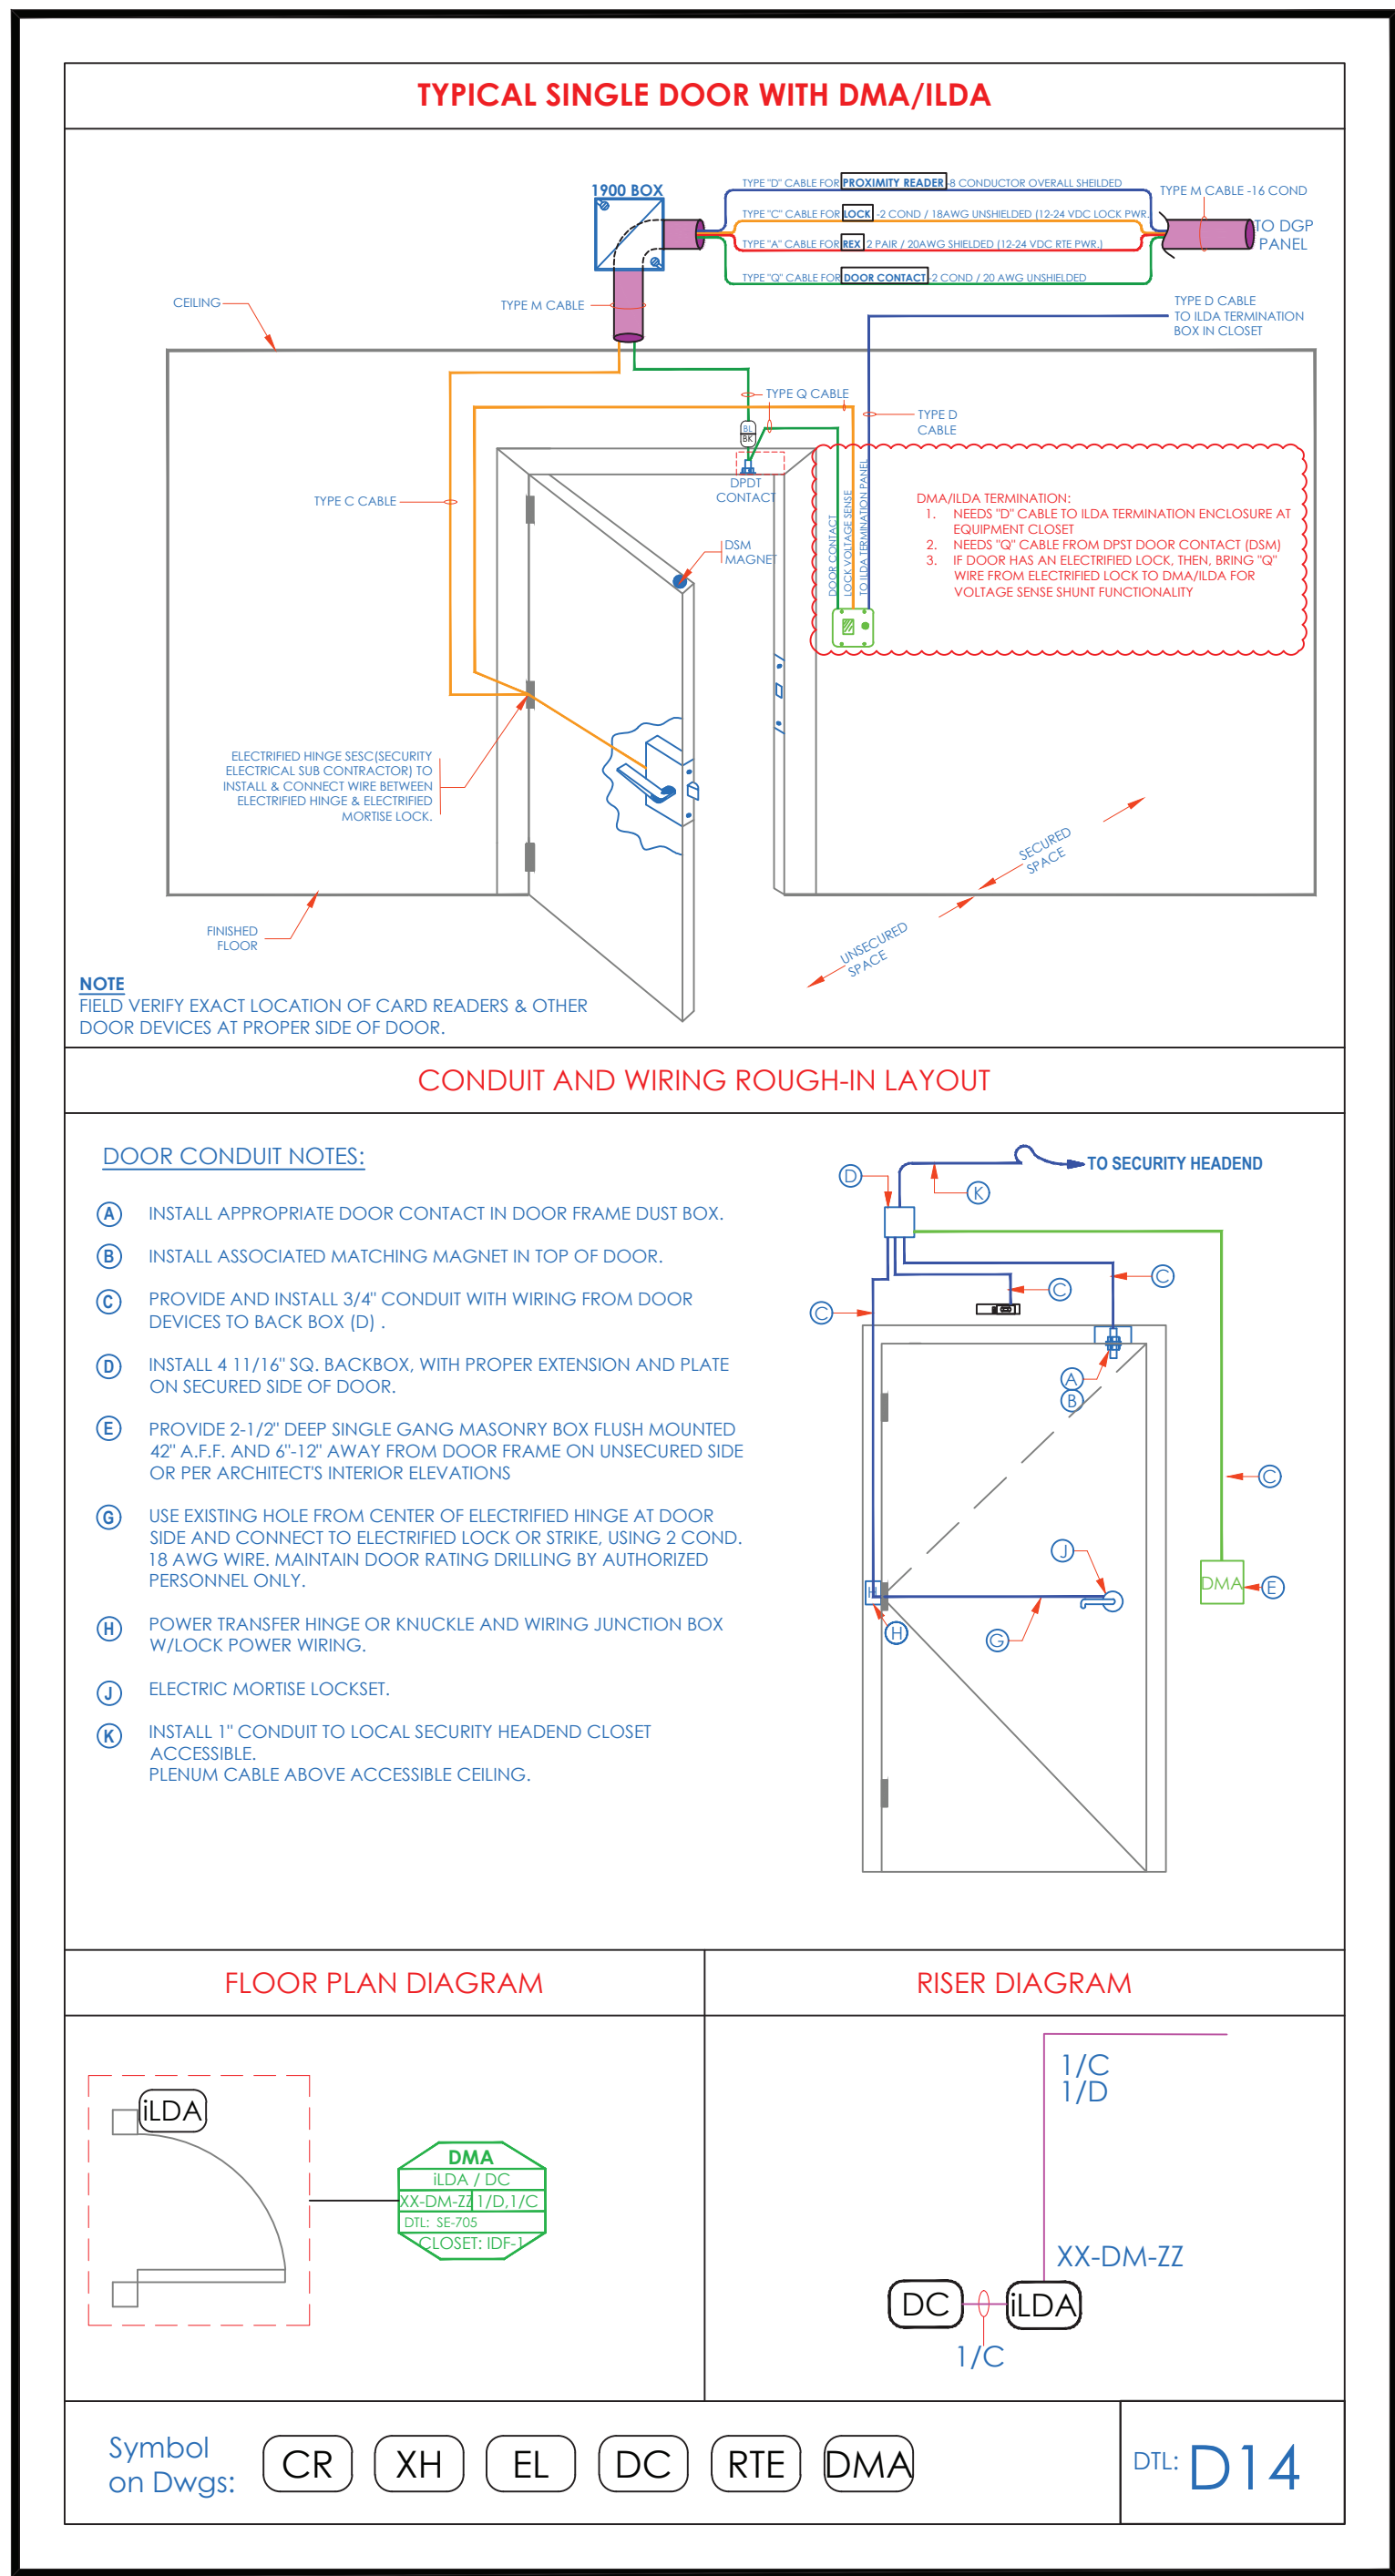 TYPICAL SINGLE DOOR WITH DMA/ILDA
1900 BOX
TYPE "D" CABLE FOR PROXIMITY READER -8 CONDUCTOR OVERALL SHEILDED
TYPE "C" CABLE FOR LOCK -2 COND / 18AWG UNSHIELDED (12-24 VDC LOCK PWR.
TYPE "A" CABLE FOR REX 2 PAIR / 20AWG SHIELDED (12-24 VDC RTE PWR.)
TYPE "Q" CABLE FOR DOOR CONTACT -2 COND / 20 AWG UNSHIELDED
TYPE M CABLE -16 COND
TO DGP
PANEL
CEILING
TYPE M CABLE
TYPE D CABLE
TO ILDA TERMINATION
BOX IN CLOSET
TYPE Q CABLE
TYPE D
CABLE
BL
BK
DPDT
CONTACT
TYPE C CABLE
DSM
MAGNET
DOOR CONTACT
LOCK VOLTAGE SENSE
TO ILDA TERMINATION PANEL
DMA/ILDA TERMINATION:
1. NEEDS "D" CABLE TO ILDA TERMINATION ENCLOSURE AT
EQUIPMENT CLOSET
2. NEEDS "Q" CABLE FROM DPST DOOR CONTACT (DSM)
3. IF DOOR HAS AN ELECTRIFIED LOCK, THEN, BRING "Q"
WIRE FROM ELECTRIFIED LOCK TO DMA/ILDA FOR
VOLTAGE SENSE SHUNT FUNCTIONALITY
ELECTRIFIED HINGE SESC(SECURITY
ELECTRICAL SUB CONTRACTOR) TO
INSTALL & CONNECT WIRE BETWEEN
ELECTRIFIED HINGE & ELECTRIFIED
MORTISE LOCK.
SECURED
SPACE
UNSECURED
SPACE
FINISHED
FLOOR
NOTE
FIELD VERIFY EXACT LOCATION OF CARD READERS & OTHER
DOOR DEVICES AT PROPER SIDE OF DOOR.
CONDUIT AND WIRING ROUGH-IN LAYOUT
DOOR CONDUIT NOTES:
A INSTALL APPROPRIATE DOOR CONTACT IN DOOR FRAME DUST BOX.
B INSTALL ASSOCIATED MATCHING MAGNET IN TOP OF DOOR.
C PROVIDE AND INSTALL 3/4" CONDUIT WITH WIRING FROM DOOR
DEVICES TO BACK BOX (D) .
D INSTALL 4 11/16" SQ. BACKBOX, WITH PROPER EXTENSION AND PLATE
ON SECURED SIDE OF DOOR.
E PROVIDE 2-1/2" DEEP SINGLE GANG MASONRY BOX FLUSH MOUNTED
42" A.F.F. AND 6"-12" AWAY FROM DOOR FRAME ON UNSECURED SIDE
OR PER ARCHITECT'S INTERIOR ELEVATIONS
G USE EXISTING HOLE FROM CENTER OF ELECTRIFIED HINGE AT DOOR
SIDE AND CONNECT TO ELECTRIFIED LOCK OR STRIKE, USING 2 COND.
18 AWG WIRE. MAINTAIN DOOR RATING DRILLING BY AUTHORIZED
PERSONNEL ONLY.
H POWER TRANSFER HINGE OR KNUCKLE AND WIRING JUNCTION BOX
W/LOCK POWER WIRING.
J ELECTRIC MORTISE LOCKSET.
K INSTALL 1" CONDUIT TO LOCAL SECURITY HEADEND CLOSET
ACCESSIBLE.
PLENUM CABLE ABOVE ACCESSIBLE CEILING.
TO SECURITY HEADEND
D
K
C
C
C
A
B
C
J
DMA
E
H
H
G
FLOOR PLAN DIAGRAM
RISER DIAGRAM
iLDA
DMA
iLDA / DC
XX-DM-ZZ 1/D,1/C
DTL: SE-705
CLOSET: IDF-1
1/C
1/D
XX-DM-ZZ
DC
iLDA
1/C
Symbol
on Dwgs:
CR XH EL DC RTE DMA
DTL: D14